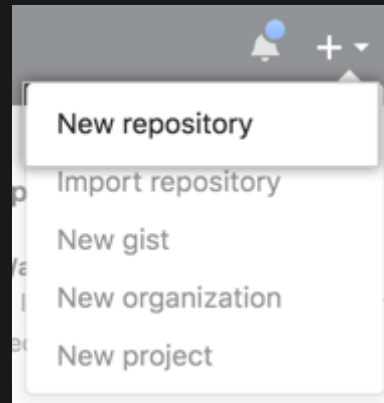 New repository
Import repository
New gist
New organization
New project